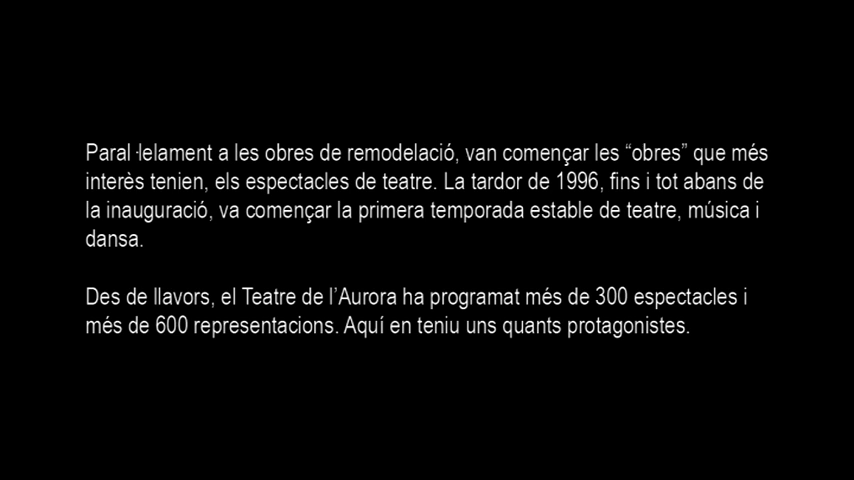 Paral·lelament a les obres de remodelació, van començar les “obres” que més
interès tenien, els espectacles de teatre. La tardor de 1996, fins i tot abans de
la inauguració, va començar la primera temporada estable de teatre, música i
dansa.
Des de llavors, el Teatre de l’Aurora ha programat més de 300 espectacles i
més de 600 representacions. Aquí en teniu uns quants protagonistes.